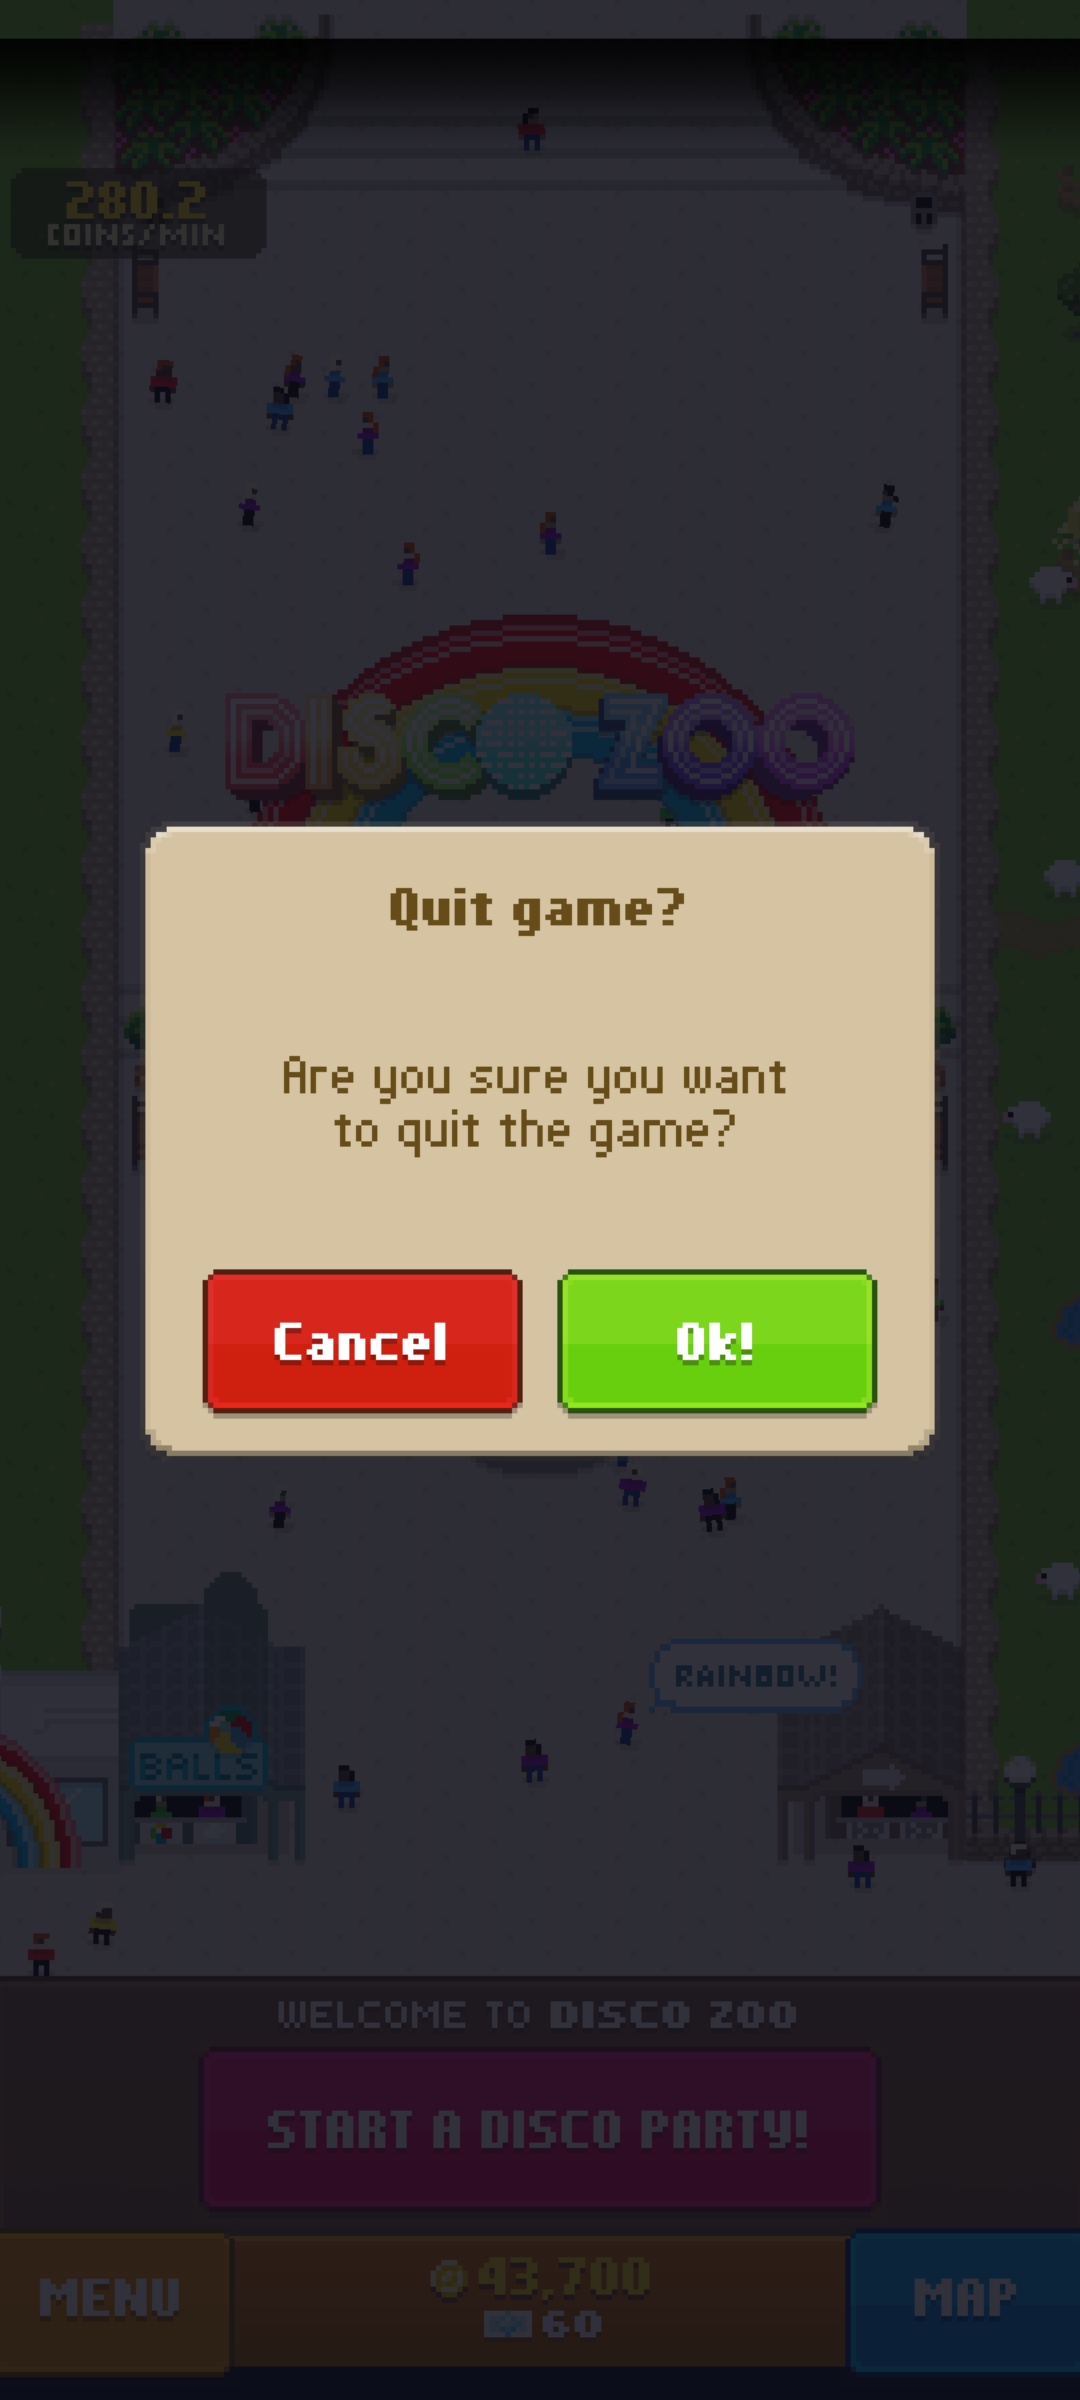 280.2
COINS/MIN
DISCO ZOO
Quit game?
Are you sure you want
to quit the game?
Cancel
Ok!
RAINBOW!
BALLS
WELCOME TO DISCO ZOO
START A DISCO PARTY!
MENU
43,700
60
MAP